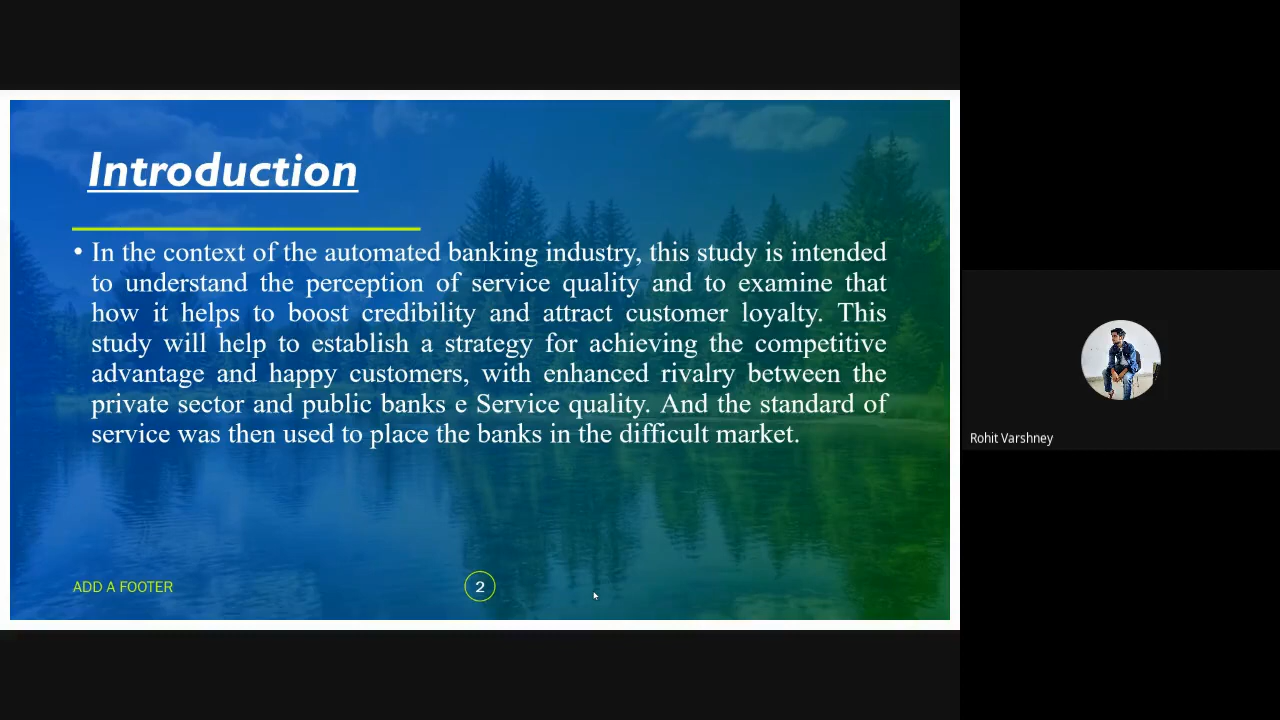 Introduction
• In the context of the automated banking industry, this study is intended
to understand the perception of service quality and to examine that
how it helps to boost credibility and attract customer loyalty. This
study will help to establish a strategy for achieving the competitive
advantage and happy customers, with enhanced rivalry between the
private sector and public banks e Service quality. And the standard of
service was then used to place the banks in the difficult market.
ADD A FOOTER
2
Rohit Varshney